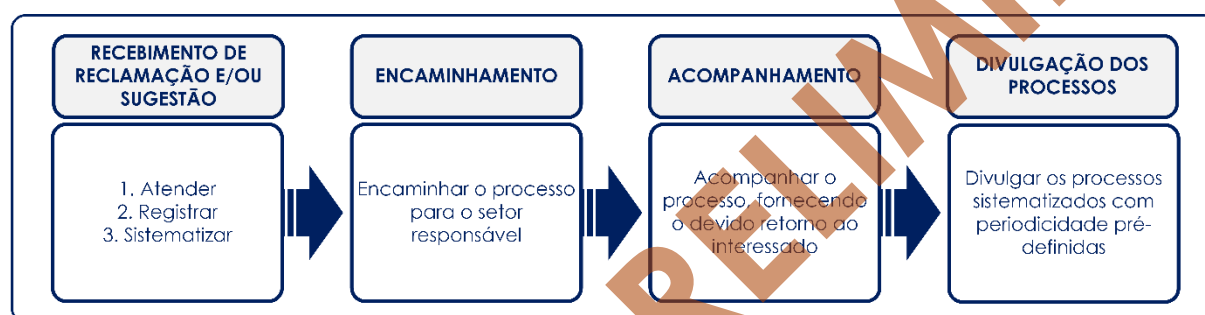 RECEBIMENTO DE
RECLAMAÇÃO E/OU
SUGESTÃO
1. Atender
2. Registrar
3. Sistematizar
ENCAMINHAMENTO
Encaminhar o processo
para o setor
responsável
ACOMPANHAMENTO
Acompanhar o
processo, fornecendo
o devido retorno ao
interessado
DIVULGAÇÃO DOS
PROCESSOS
Divulgar os processos
sistematizados com
periodicidade pré-
definidas
RELIM